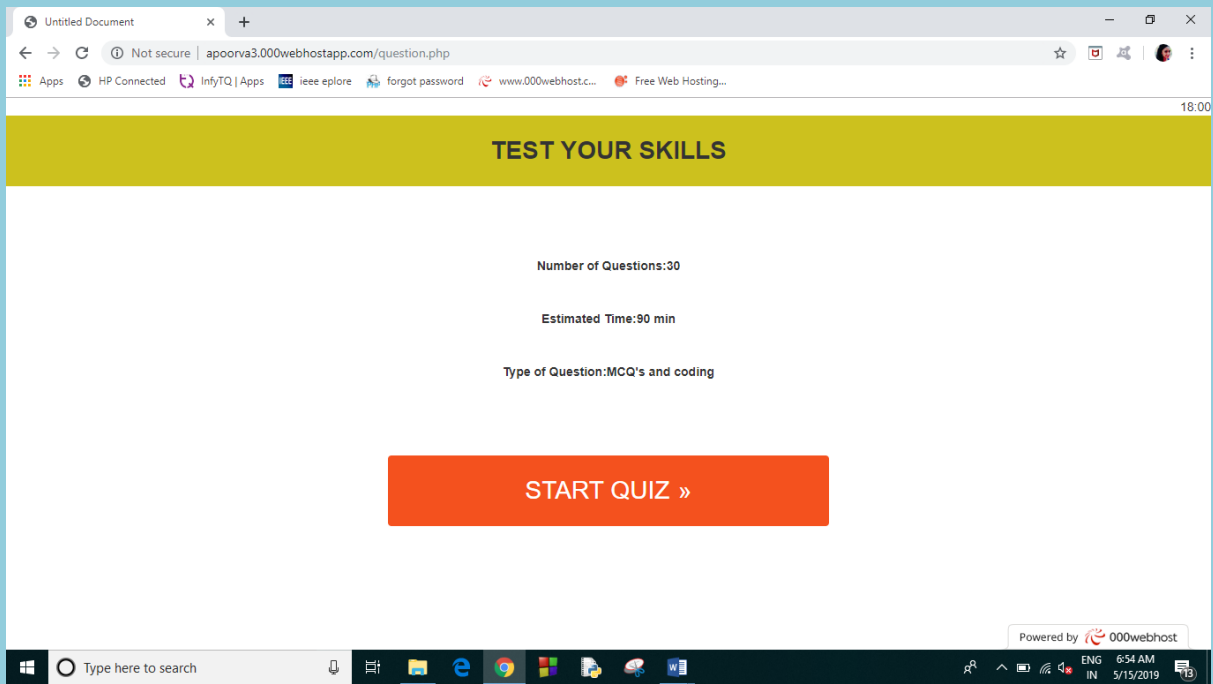 Untitled Document
Not secure | apoorva3.000webhostapp.com/question.php
Apps HP Connected InfyTQ | Apps IEEE ieee eplore forgot password www.000webhost.c... Free Web Hosting...
18:00
TEST YOUR SKILLS
Number of Questions:30
Estimated Time:90 min
Type of Question:MCQ's and coding
START QUIZ »
Powered by 000webhost
Type here to search
ENG 6:54 AM
IN 5/15/2019 13